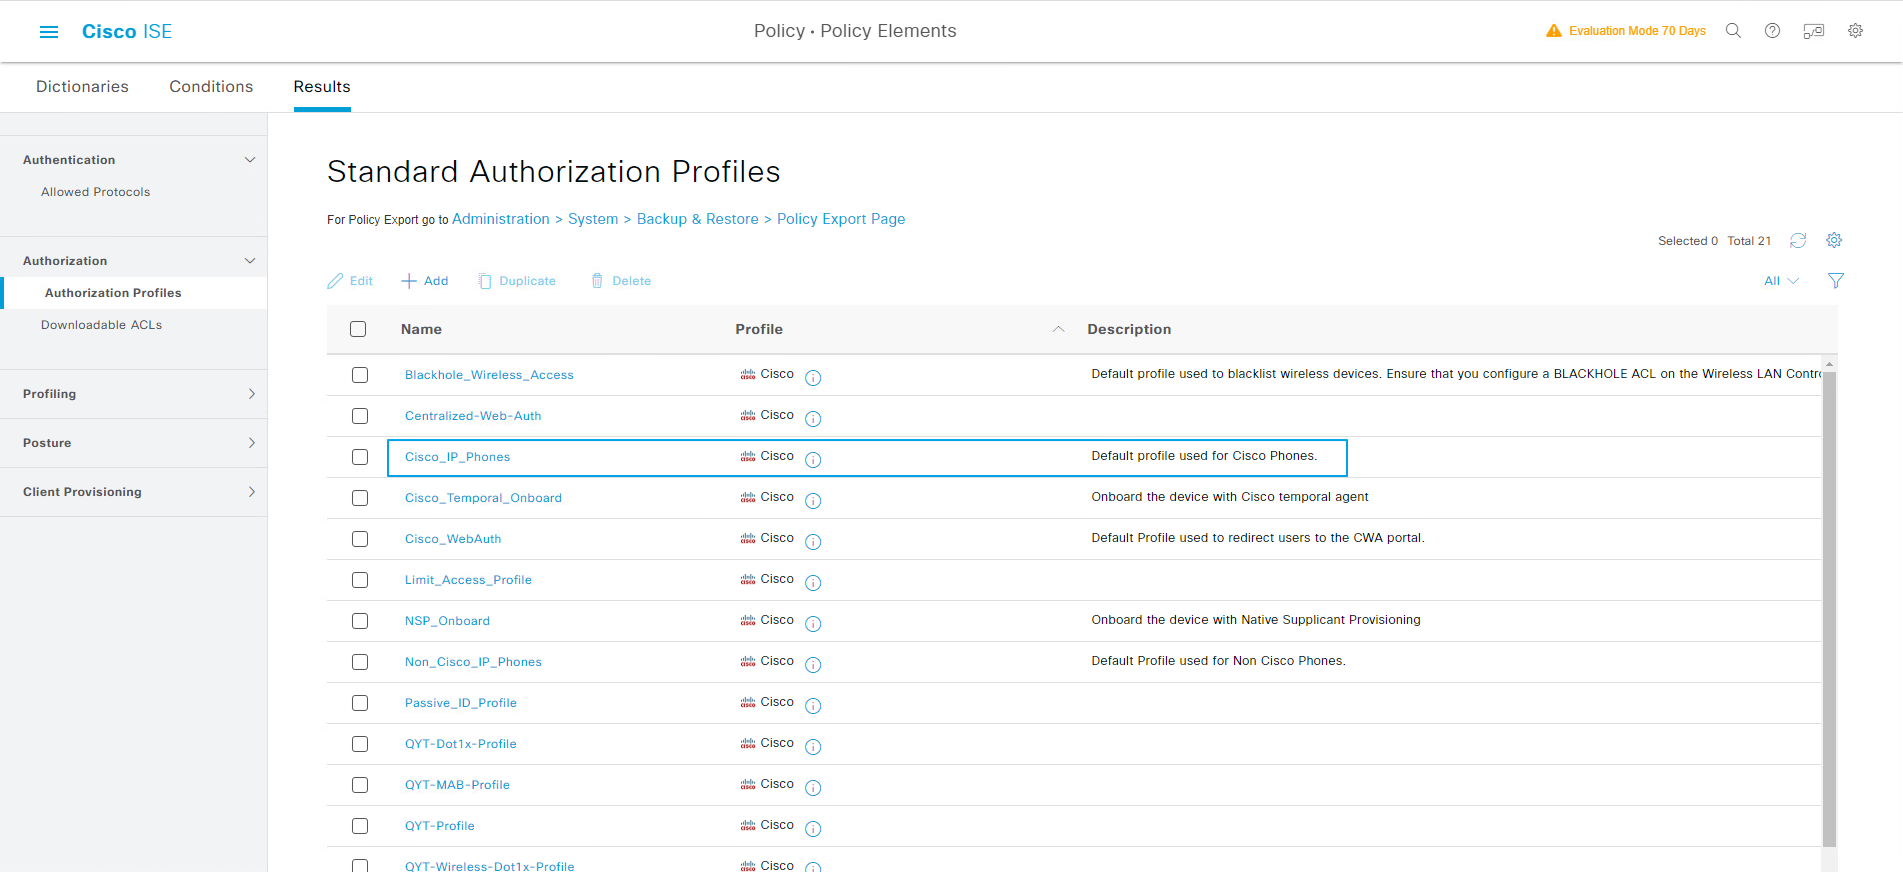 Cisco ISE
Policy · Policy Elements
Evaluation Mode 70 Days
Dictionaries Conditions Results
Authentication
Allowed Protocols
Authorization
Authorization Profiles
Downloadable ACLs
Profiling
Posture
Client Provisioning
Standard Authorization Profiles
For Policy Export go to Administration > System > Backup & Restore > Policy Export Page
Selected 0 Total 21
Edit Add Duplicate Delete All
Name Profile Description
Blackhole_Wireless_Access Cisco Default profile used to blacklist wireless devices. Ensure that you configure a BLACKHOLE ACL on the Wireless LAN Contro
Centralized-Web-Auth Cisco
Cisco_IP_Phones Cisco Default profile used for Cisco Phones.
Cisco_Temporal_Onboard Cisco Onboard the device with Cisco temporal agent
Cisco_WebAuth Cisco Default Profile used to redirect users to the CWA portal.
Limit_Access_Profile Cisco
NSP_Onboard Cisco Onboard the device with Native Supplicant Provisioning
Non_Cisco_IP_Phones Cisco Default Profile used for Non Cisco Phones.
Passive_ID_Profile Cisco
QYT-Dot1x-Profile Cisco
QYT-MAB-Profile Cisco
QYT-Profile Cisco
QYT-Wireless-Dot1x-Profile Cisco